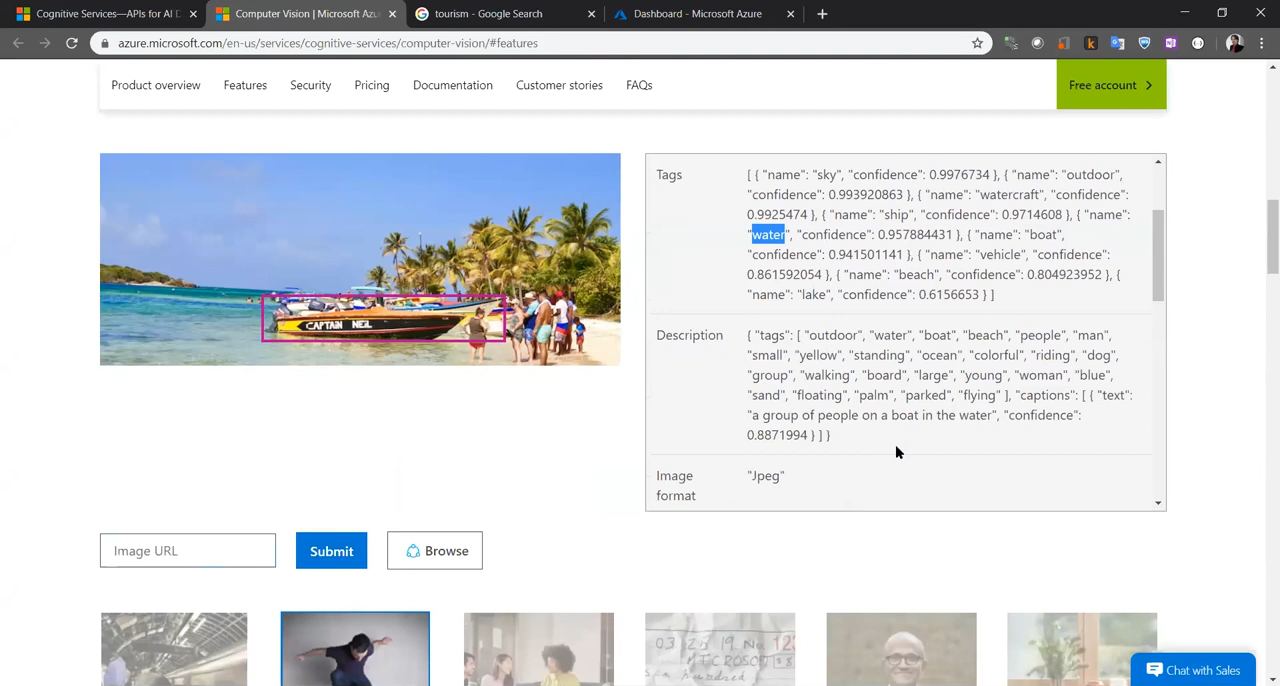 Cognitive Services—APIs for AI D
Computer Vision | Microsoft Azu
tourism - Google Search
Dashboard - Microsoft Azure
azure.microsoft.com/en-us/services/cognitive-services/computer-vision/#features
Product overview Features Security Pricing Documentation Customer stories FAQs Free account
Tags
[ { "name": "sky", "confidence": 0.9976734 }, { "name": "outdoor",
"confidence": 0.993920863 }, { "name": "watercraft", "confidence":
0.9925474 }, { "name": "ship", "confidence": 0.9714608 }, { "name":
"water", "confidence": 0.957884431 }, { "name": "boat",
"confidence": 0.941501141 }, { "name": "vehicle", "confidence":
0.861592054 }, { "name": "beach", "confidence": 0.804923952 }, {
"name": "lake", "confidence": 0.6156653 } ]
CAPTAIN NEIL
Description
{ "tags": [ "outdoor", "water", "boat", "beach", "people", "man",
"small", "yellow", "standing", "ocean", "colorful", "riding", "dog",
"group", "walking", "board", "large", "young", "woman", "blue",
"sand", "floating", "palm", "parked", "flying" ], "captions": [ { "text":
"a group of people on a boat in the water", "confidence":
0.8871994 } ] }
Image
format
"Jpeg"
Image URL
Submit
Browse
MICROSOFT
Chat with Sales